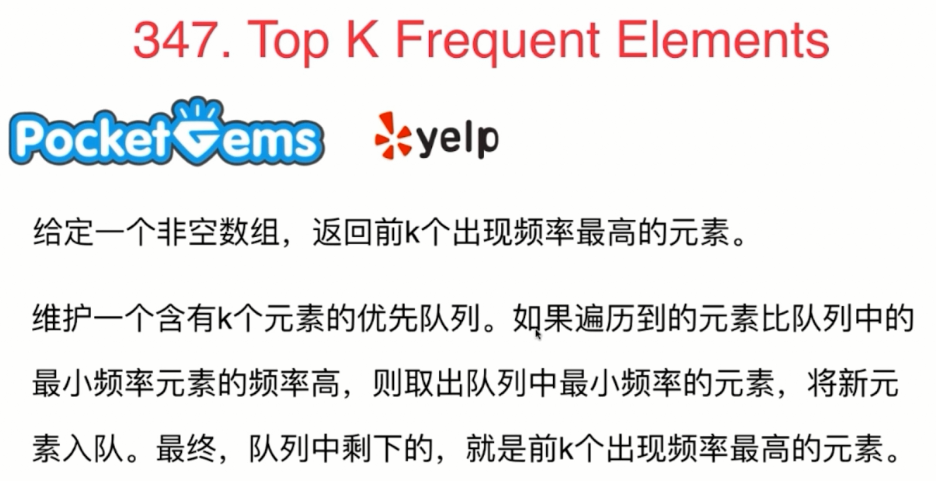 347. Top K Frequent Elements
PocketGems yelp
给定一个非空数组，返回前k个出现频率最高的元素。
维护一个含有k个元素的优先队列。如果遍历到的元素比队列中的
最小频率元素的频率高，则取出队列中最小频率的元素，将新元
素入队。最终，队列中剩下的，就是前k个出现频率最高的元素。